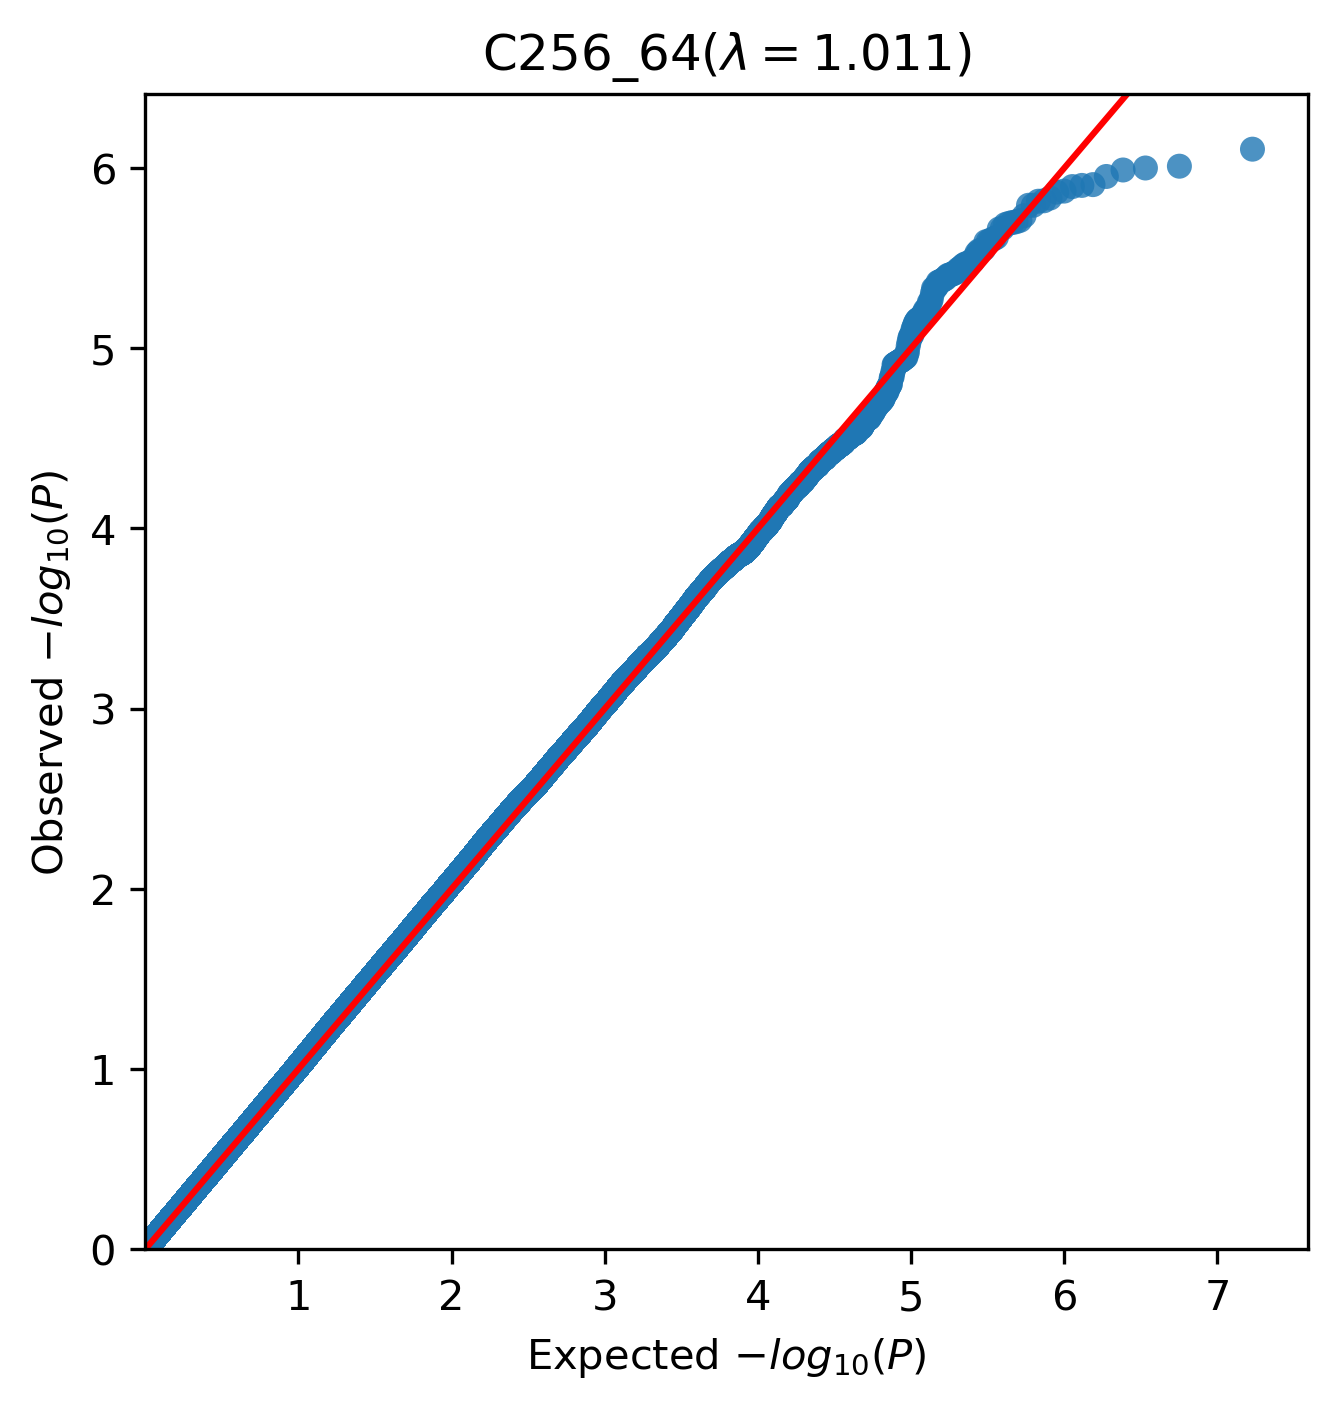 C256_64(λ = 1.011)
Observed −log10(P)
6
5
4
3
2
1
0
1 2 3 4 5 6 7
Expected −log10(P)